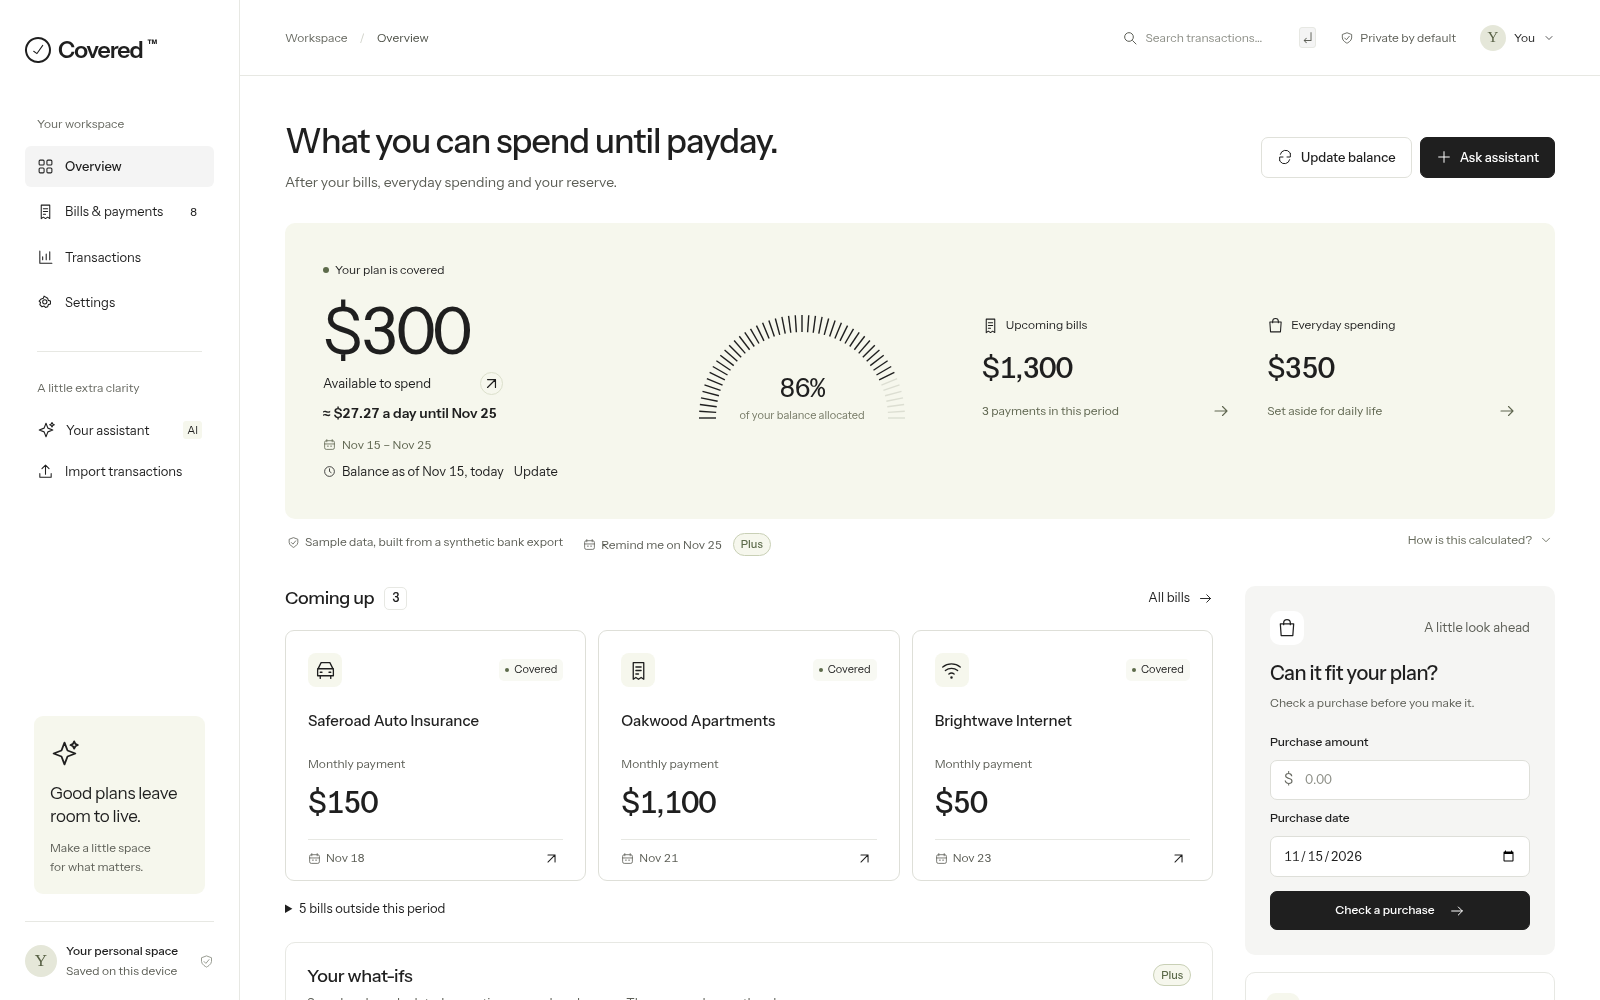 Covered ™
Your workspace
Overview
Bills & payments 8
Transactions
Settings
A little extra clarity
Your assistant AI
Import transactions
Good plans leave
room to live.
Make a little space
for what matters.
Y
Your personal space
Saved on this device
Workspace / Overview
Search transactions...
Private by default
Y You
What you can spend until payday.
After your bills, everyday spending and your reserve.
Update balance
Ask assistant
Your plan is covered
$300
Available to spend
≈ $27.27 a day until Nov 25
Nov 15 – Nov 25
Balance as of Nov 15, today Update
86%
of your balance allocated
Upcoming bills
$1,300
3 payments in this period
Everyday spending
$350
Set aside for daily life
Sample data, built from a synthetic bank export
Remind me on Nov 25 Plus
How is this calculated?
Coming up 3
All bills
Covered
Saferoad Auto Insurance
Monthly payment
$150
Nov 18
Covered
Oakwood Apartments
Monthly payment
$1,100
Nov 21
Covered
Brightwave Internet
Monthly payment
$50
Nov 23
5 bills outside this period
Your what-ifs
Plus
A little look ahead
Can it fit your plan?
Check a purchase before you make it.
Purchase amount
$ 0.00
Purchase date
11/15/2026
Check a purchase